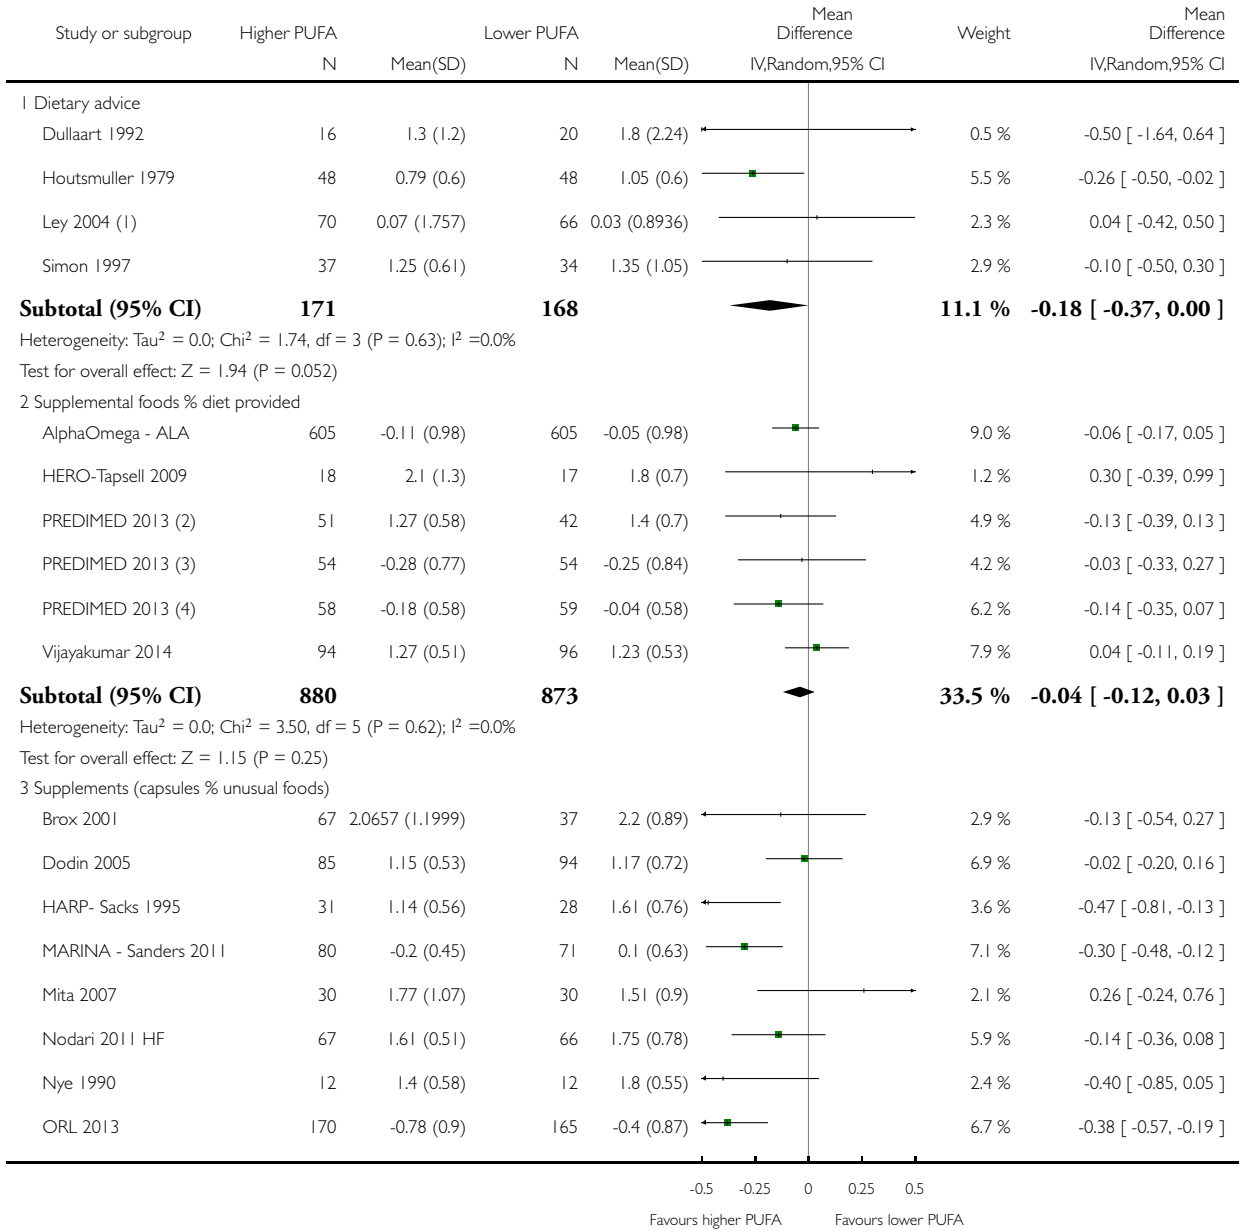 Study or subgroup Higher PUFA Lower PUFA Mean Difference Weight Mean Difference
N Mean(SD) N Mean(SD) IV,Random,95% CI IV,Random,95% CI
1 Dietary advice
Dullaart 1992 16 1.3 (1.2) 20 1.8 (2.24) 0.5 % -0.50 [ -1.64, 0.64 ]
Houtsmuller 1979 48 0.79 (0.6) 48 1.05 (0.6) 5.5 % -0.26 [ -0.50, -0.02 ]
Ley 2004 (1) 70 0.07 (1.757) 66 0.03 (0.8936) 2.3 % 0.04 [ -0.42, 0.50 ]
Simon 1997 37 1.25 (0.61) 34 1.35 (1.05) 2.9 % -0.10 [ -0.50, 0.30 ]
Subtotal (95% CI) 171 168 11.1 % -0.18 [ -0.37, 0.00 ]
Heterogeneity: Tau² = 0.0; Chi² = 1.74, df = 3 (P = 0.63); I² =0.0%
Test for overall effect: Z = 1.94 (P = 0.052)
2 Supplemental foods % diet provided
AlphaOmega - ALA 605 -0.11 (0.98) 605 -0.05 (0.98) 9.0 % -0.06 [ -0.17, 0.05 ]
HERO-Tapsell 2009 18 2.1 (1.3) 17 1.8 (0.7) 1.2 % 0.30 [ -0.39, 0.99 ]
PREDIMED 2013 (2) 51 1.27 (0.58) 42 1.4 (0.7) 4.9 % -0.13 [ -0.39, 0.13 ]
PREDIMED 2013 (3) 54 -0.28 (0.77) 54 -0.25 (0.84) 4.2 % -0.03 [ -0.33, 0.27 ]
PREDIMED 2013 (4) 58 -0.18 (0.58) 59 -0.04 (0.58) 6.2 % -0.14 [ -0.35, 0.07 ]
Vijayakumar 2014 94 1.27 (0.51) 96 1.23 (0.53) 7.9 % 0.04 [ -0.11, 0.19 ]
Subtotal (95% CI) 880 873 33.5 % -0.04 [ -0.12, 0.03 ]
Heterogeneity: Tau² = 0.0; Chi² = 3.50, df = 5 (P = 0.62); I² =0.0%
Test for overall effect: Z = 1.15 (P = 0.25)
3 Supplements (capsules % unusual foods)
Brox 2001 67 2.0657 (1.1999) 37 2.2 (0.89) 2.9 % -0.13 [ -0.54, 0.27 ]
Dodin 2005 85 1.15 (0.53) 94 1.17 (0.72) 6.9 % -0.02 [ -0.20, 0.16 ]
HARP- Sacks 1995 31 1.14 (0.56) 28 1.61 (0.76) 3.6 % -0.47 [ -0.81, -0.13 ]
MARINA - Sanders 2011 80 -0.2 (0.45) 71 0.1 (0.63) 7.1 % -0.30 [ -0.48, -0.12 ]
Mita 2007 30 1.77 (1.07) 30 1.51 (0.9) 2.1 % 0.26 [ -0.24, 0.76 ]
Nodari 2011 HF 67 1.61 (0.51) 66 1.75 (0.78) 5.9 % -0.14 [ -0.36, 0.08 ]
Nye 1990 12 1.4 (0.58) 12 1.8 (0.55) 2.4 % -0.40 [ -0.85, 0.05 ]
ORL 2013 170 -0.78 (0.9) 165 -0.4 (0.87) 6.7 % -0.38 [ -0.57, -0.19 ]
-0.5 -0.25 0 0.25 0.5
Favours higher PUFA Favours lower PUFA